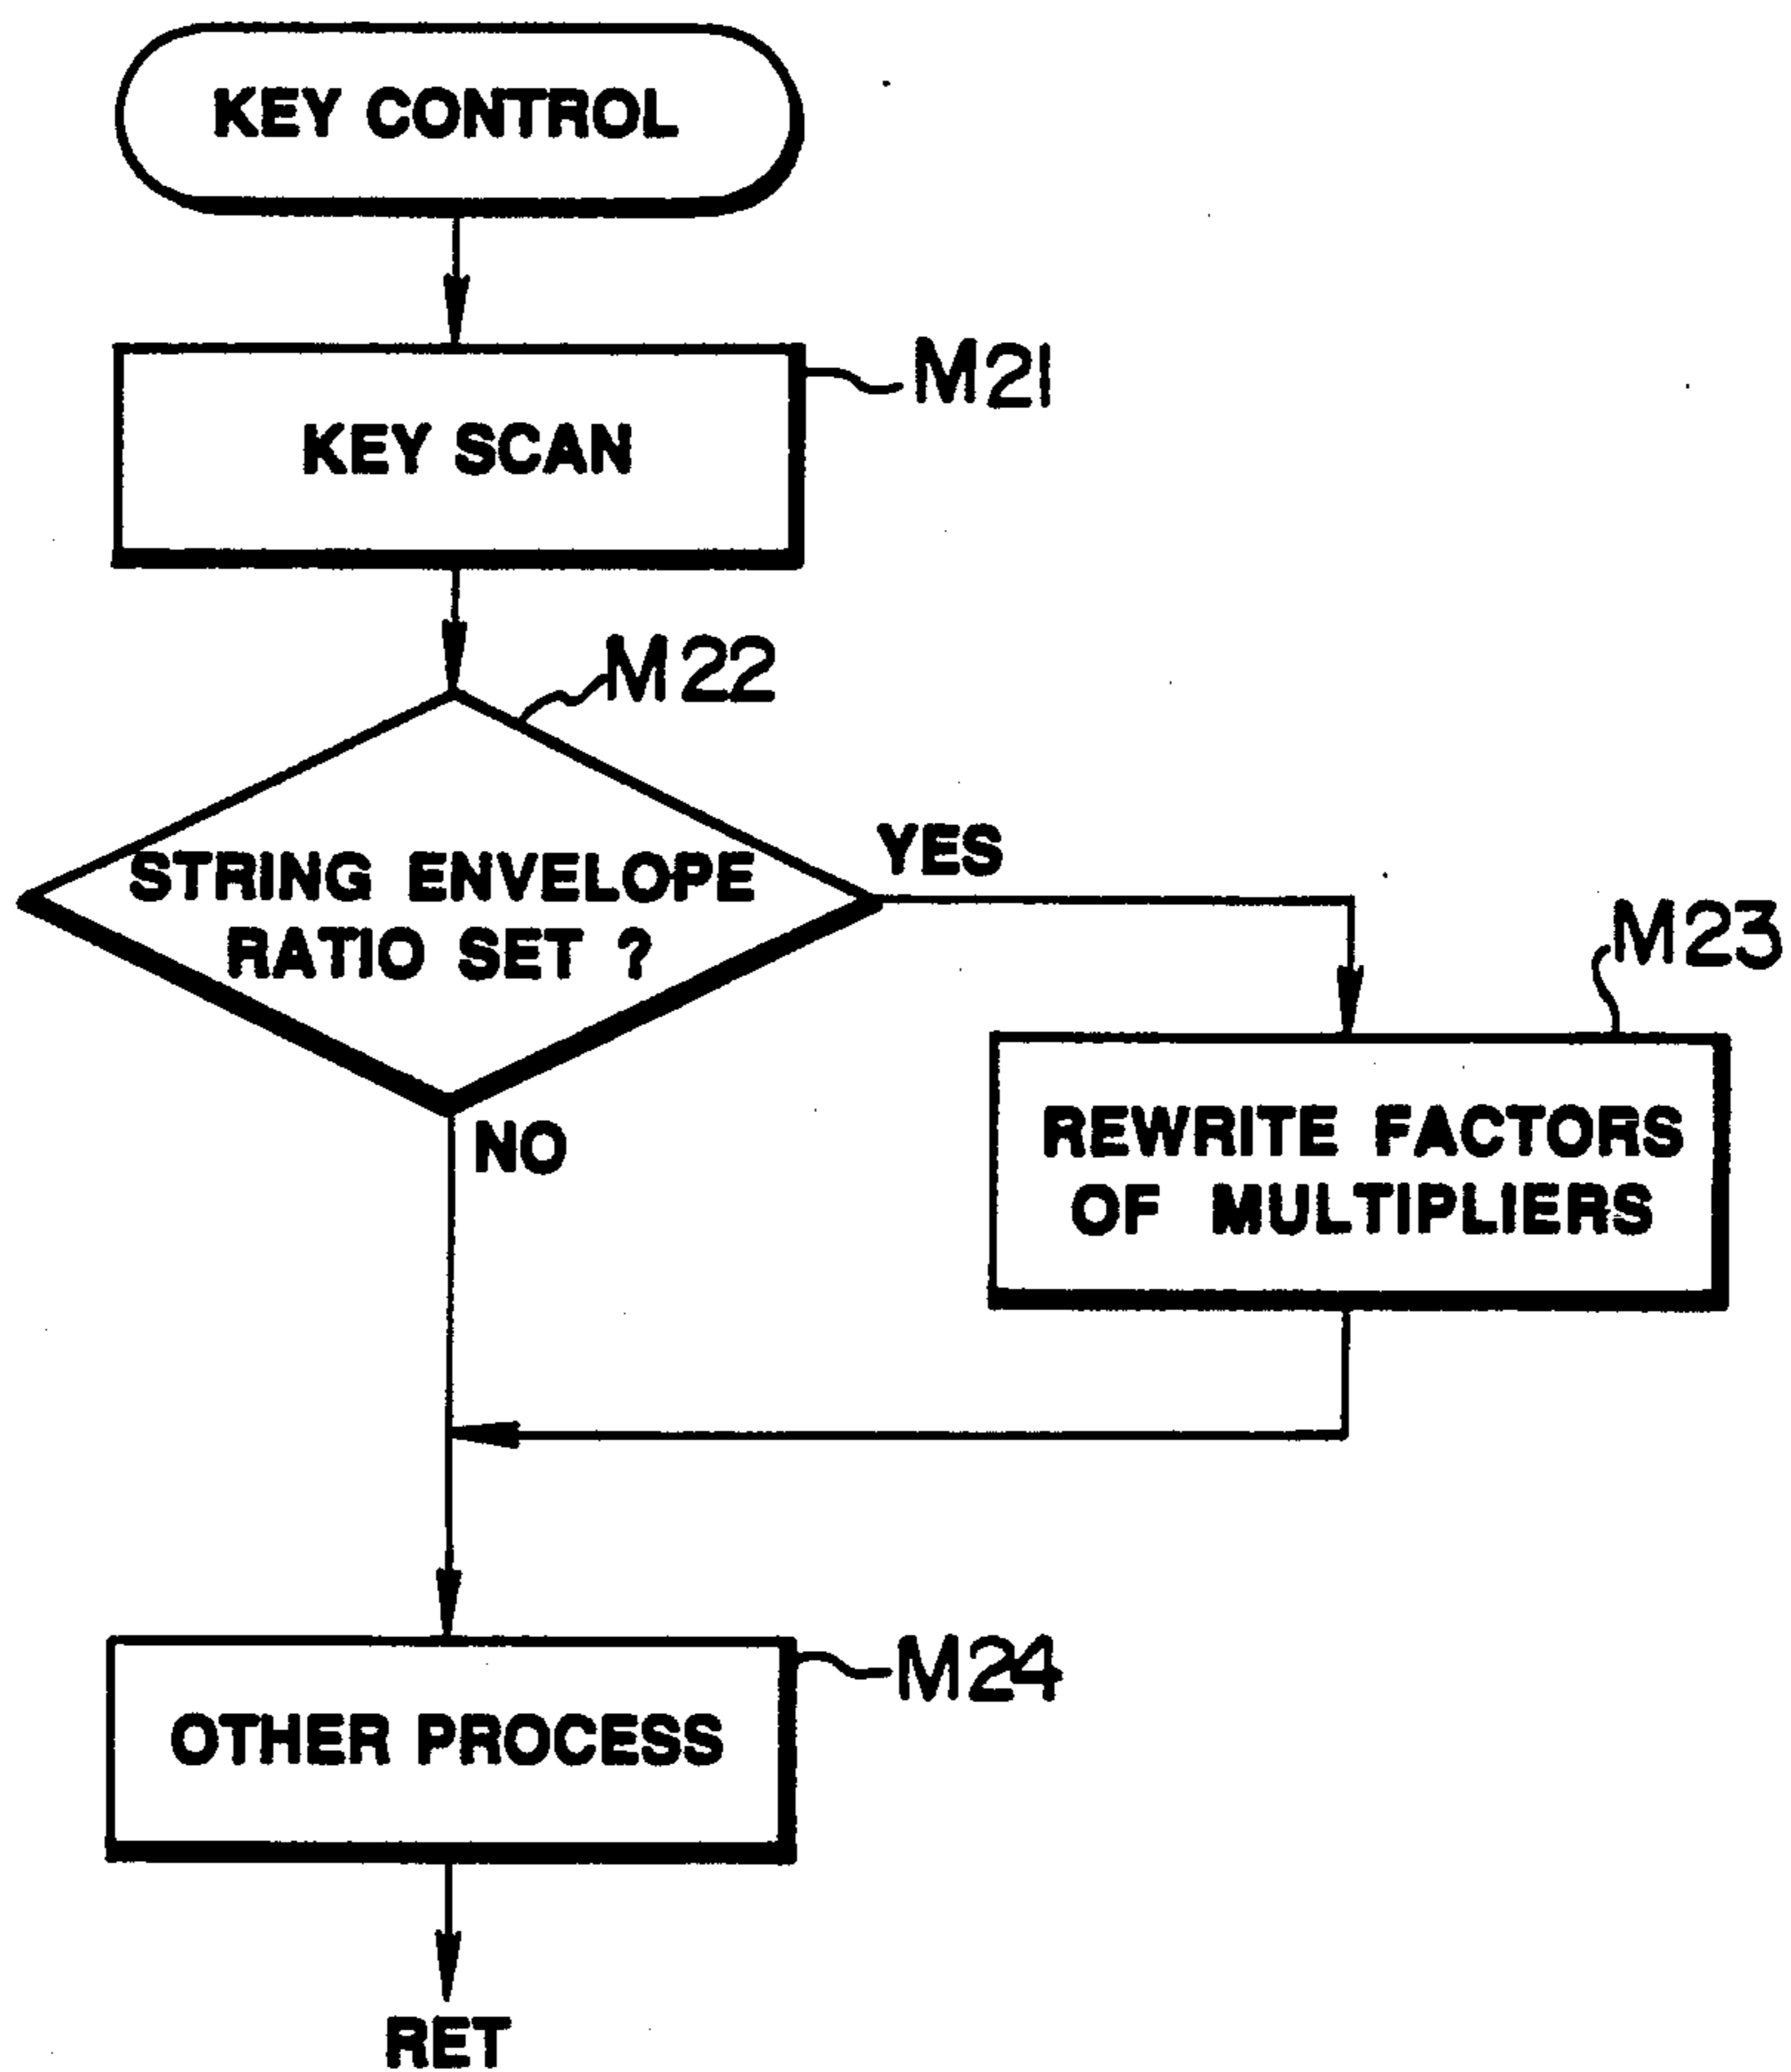 KEY CONTROL
KEY SCAN
M21
M22
STRING ENVELOPE
RATIO SET ?
YES
NO
M23
REWRITE FACTORS
OF MULTIPLIERS
OTHER PROCESS
M24
RET